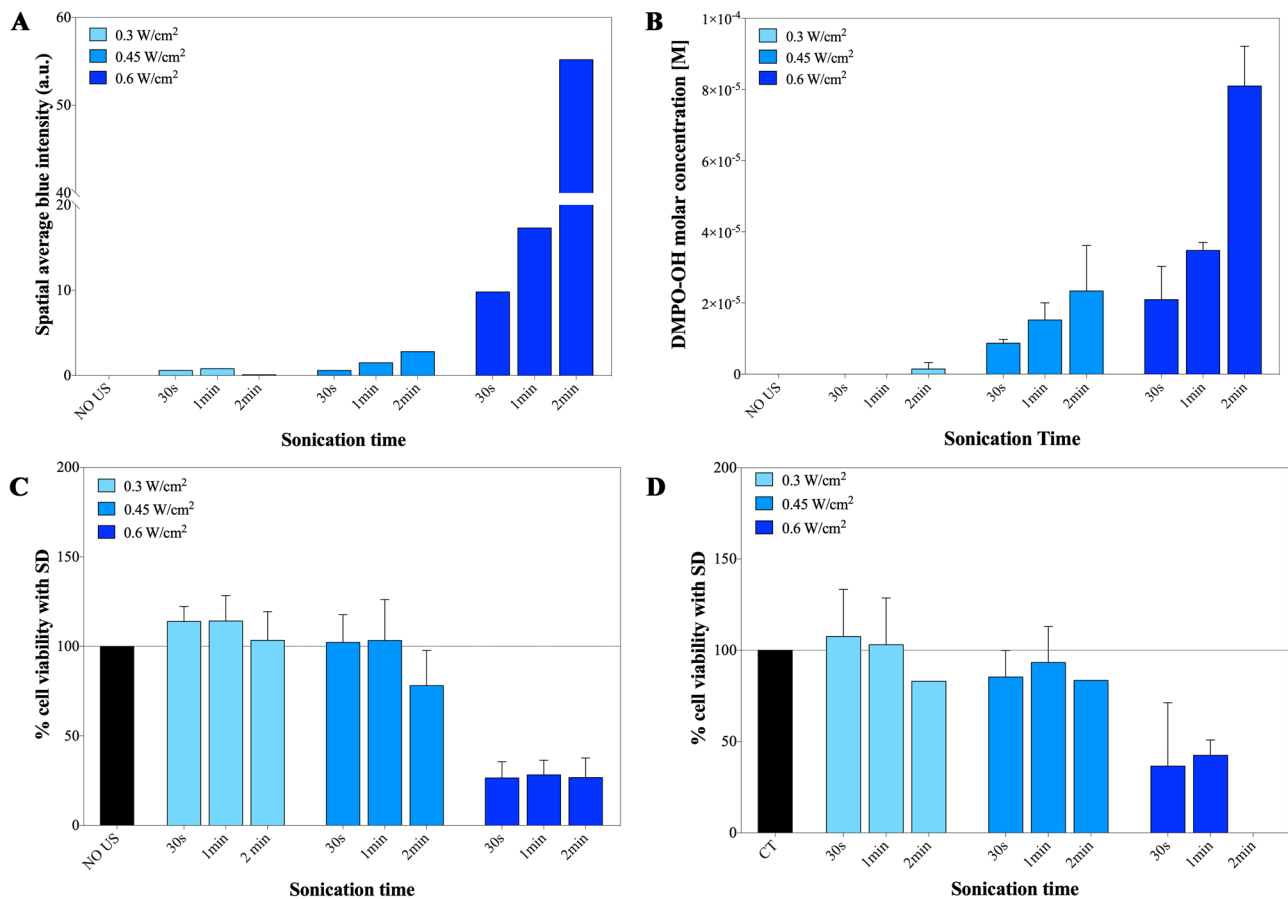 A
Spatial average blue intensity (a.u.)
60
50
40
20
10
0
0.3 W/cm²
0.45 W/cm²
0.6 W/cm²
NO US
30s
1min
2min
30s
1min
2min
30s
1min
2min
Sonication time
B
DMPO-OH molar concentration [M]
1×10⁻⁴
8×10⁻⁵
6×10⁻⁵
4×10⁻⁵
2×10⁻⁵
0
0.3 W/cm²
0.45 W/cm²
0.6 W/cm²
NO US
30s
1min
2min
30s
1min
2min
30s
1min
2min
Sonication Time
C
% cell viability with SD
200
150
100
50
0
0.3 W/cm²
0.45 W/cm²
0.6 W/cm²
NO US
30s
1min
2 min
30s
1min
2min
30s
1min
2min
Sonication time
D
% cell viability with SD
200
150
100
50
0
0.3 W/cm²
0.45 W/cm²
0.6 W/cm²
CT
30s
1min
2min
30s
1min
2min
30s
1min
2min
Sonication time